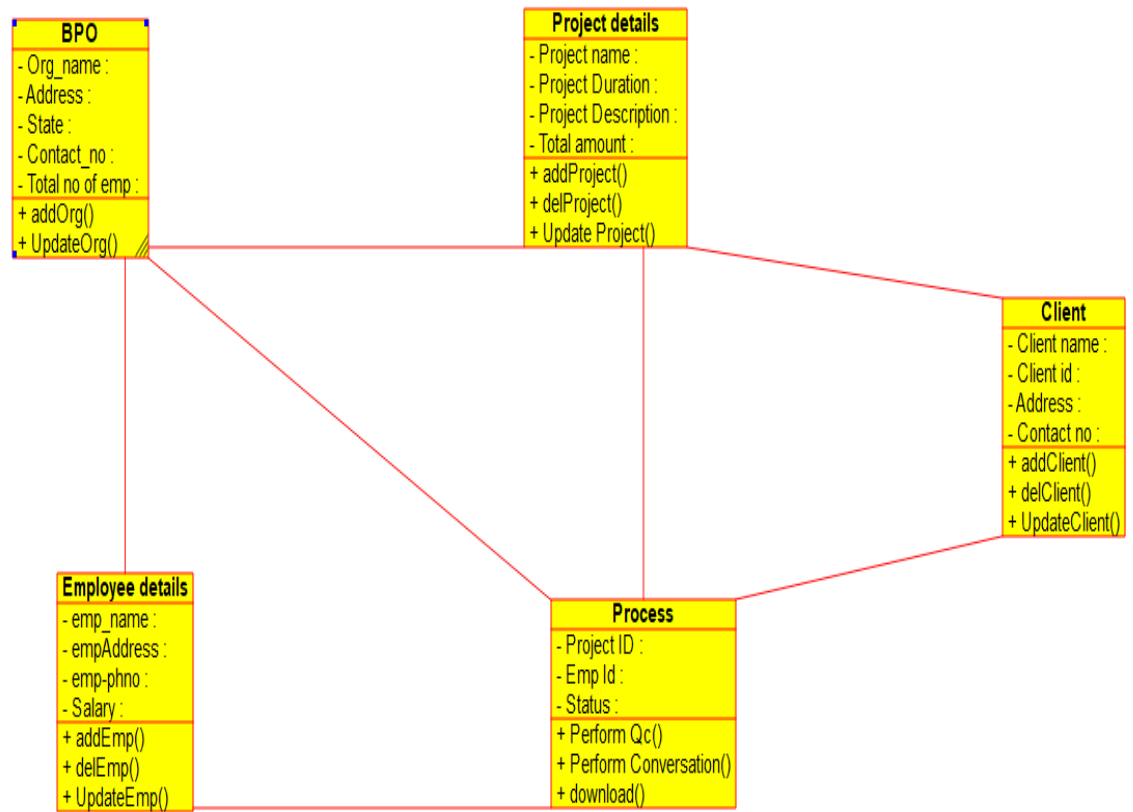 BPO
- Org_name :
- Address :
- State :
- Contact_no :
- Total no of emp :
+ addOrg()
+ UpdateOrg()
Project details
- Project name :
- Project Duration :
- Project Description :
- Total amount :
+ addProject()
+ delProject()
+ Update Project()
Client
- Client name :
- Client id :
- Address :
- Contact no :
+ addClient()
+ delClient()
+ UpdateClient()
Employee details
- emp_name :
- empAddress :
- emp-phno :
- Salary :
+ addEmp()
+ delEmp()
+ UpdateEmp()
Process
- Project ID :
- Emp Id :
- Status :
+ Perform Qc()
+ Perform Conversation()
+ download()